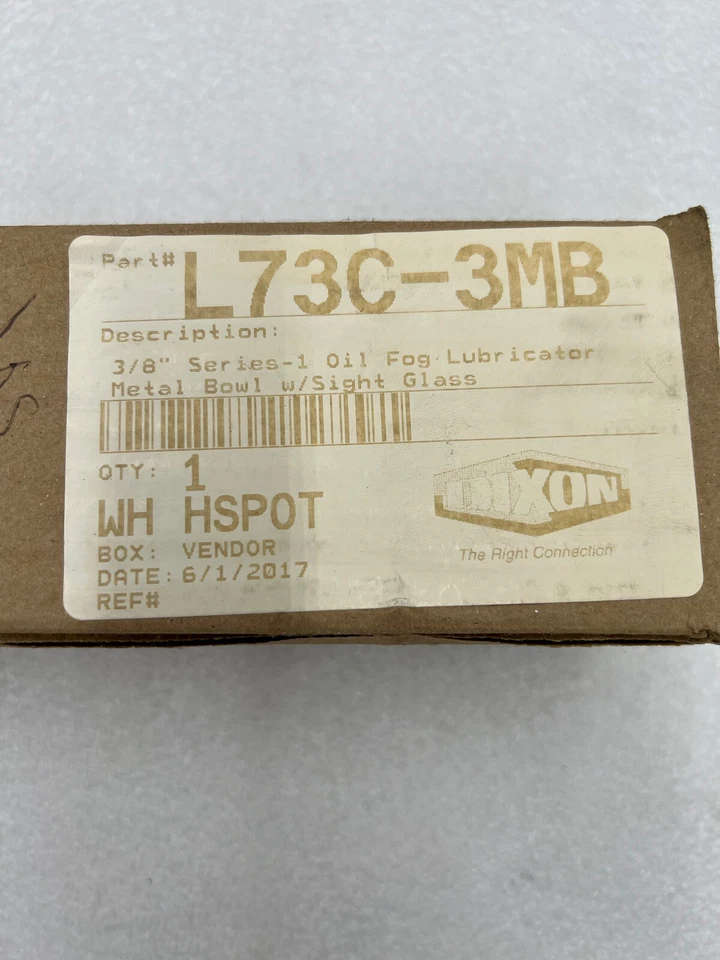 Part# L73C-3MB
Description:
3/8" Series-1 Oil Fog Lubricator
Metal Bowl w/Sight Glass
QTY: 1
WH HSPOT
BOX: VENDOR
DATE: 6/1/2017
REF#
DIXON
The Right Connection